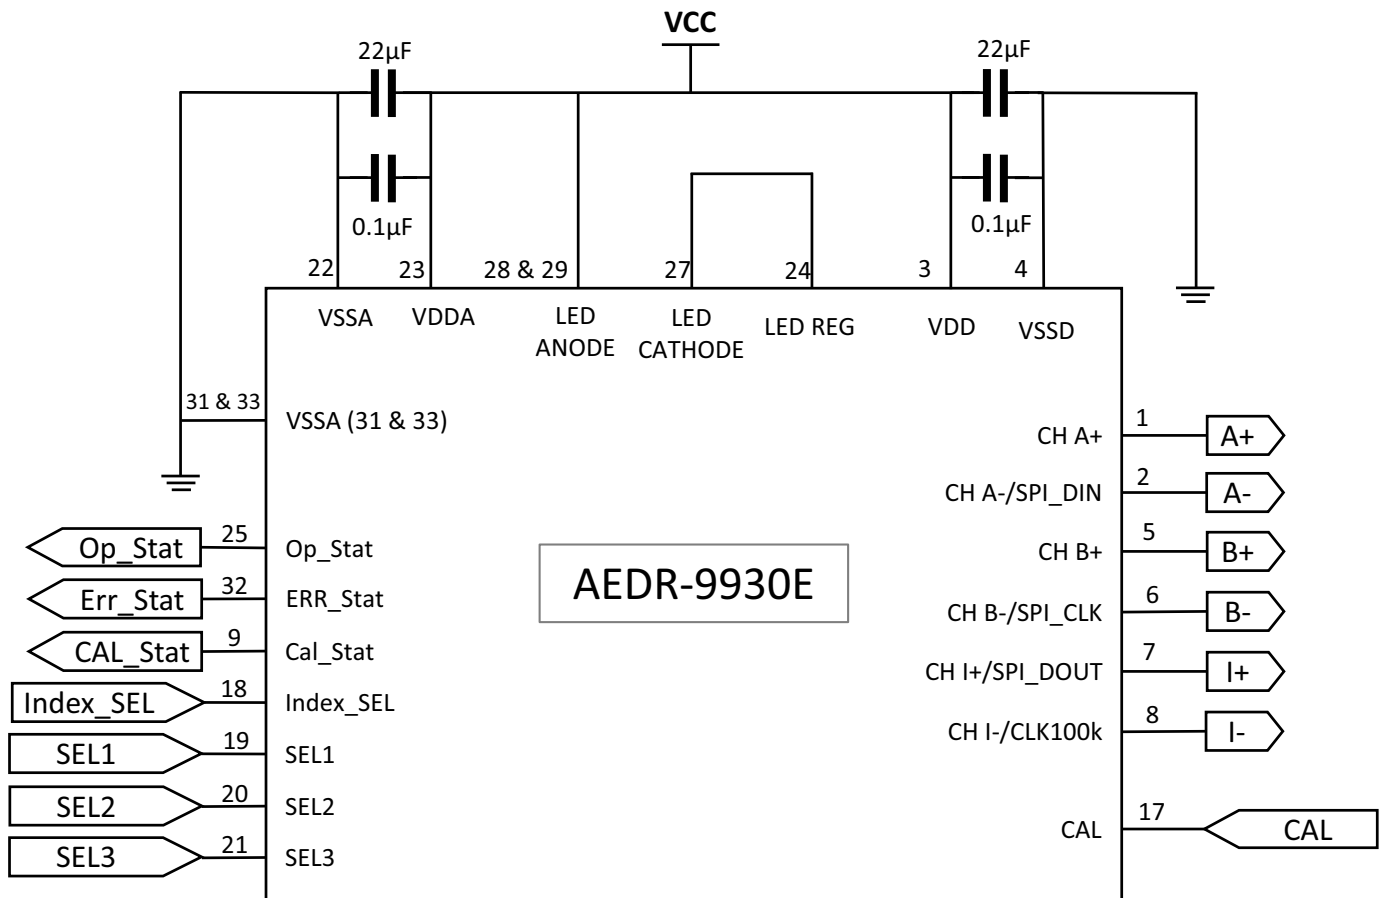 VCC
22µF
22µF
0.1µF
0.1µF
22
23
28 & 29
27
24
3
4
VSSA
VDDA
LED
ANODE
LED
CATHODE
LED REG
VDD
VSSD
31 & 33
VSSA (31 & 33)
Op_Stat
25
Op_Stat
Err_Stat
32
ERR_Stat
CAL_Stat
9
Cal_Stat
Index_SEL
18
Index_SEL
SEL1
19
SEL1
SEL2
20
SEL2
SEL3
21
SEL3
AEDR-9930E
CH A+
1
A+
CH A-/SPI_DIN
2
A-
CH B+
5
B+
CH B-/SPI_CLK
6
B-
CH I+/SPI_DOUT
7
I+
CH I-/CLK100k
8
I-
CAL
17
CAL